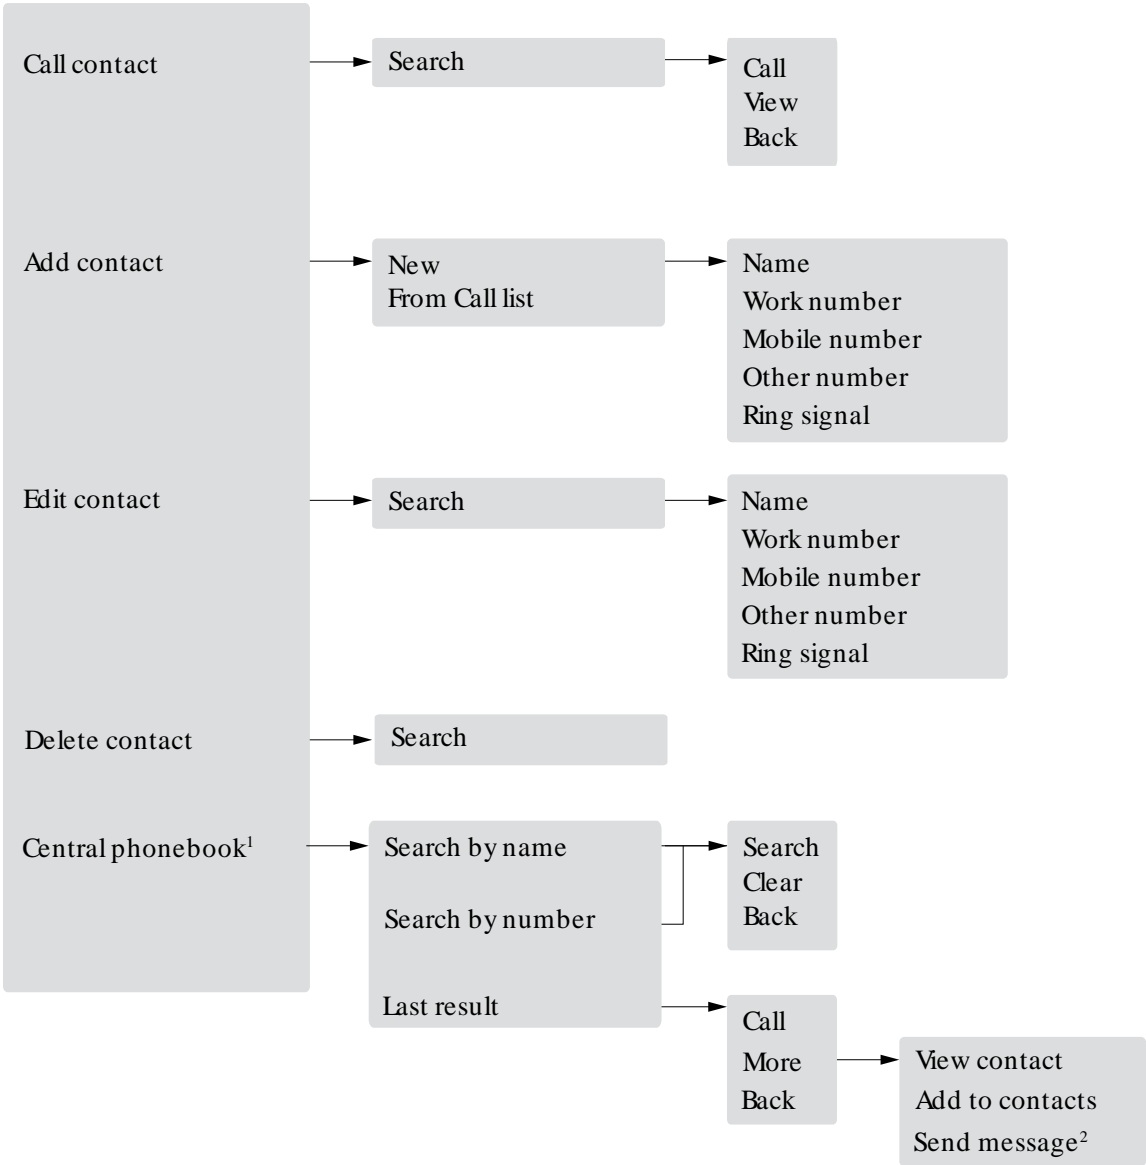 Call contact
Search
Call
View
Back
Add contact
New
From Call list
Name
Work number
Mobile number
Other number
Ring signal
Edit contact
Search
Name
Work number
Mobile number
Other number
Ring signal
Delete contact
Search
Central phonebook¹
Search by name
Search by number
Last result
Search
Clear
Back
Call
More
Back
View contact
Add to contacts
Send message²